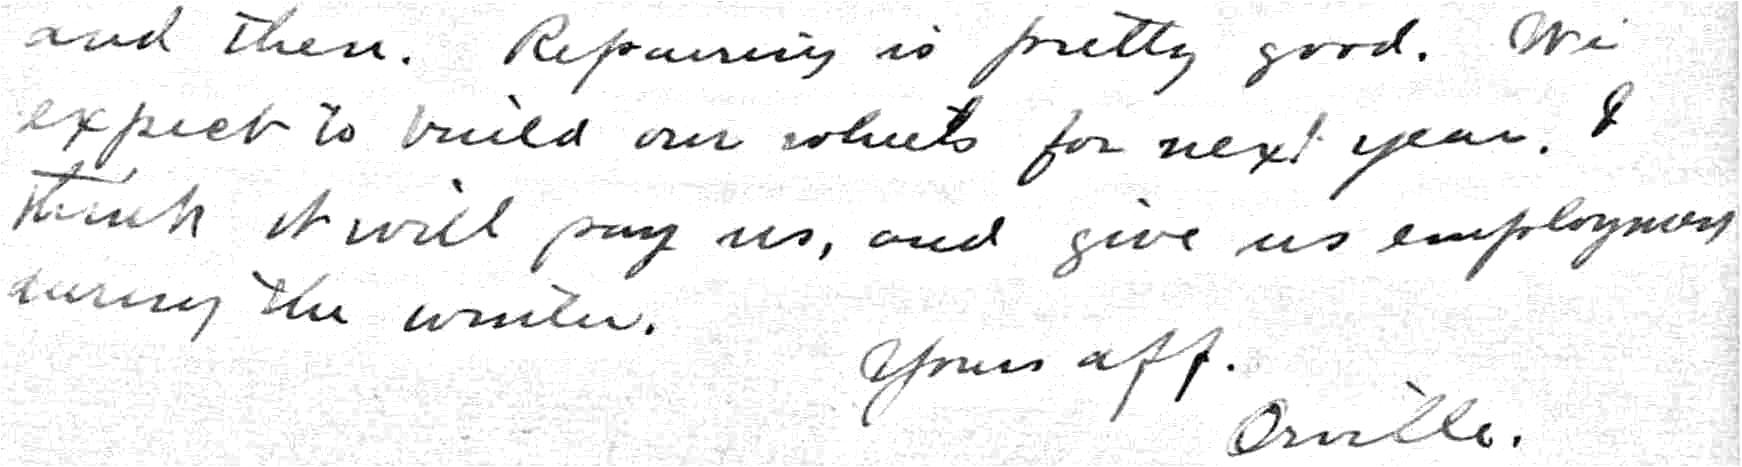 and then. Repairing is pretty good. We
expect to build our wheels for next year. I
think it will pay us, and give us employment
during the winter.
Yours aff.
Orville.